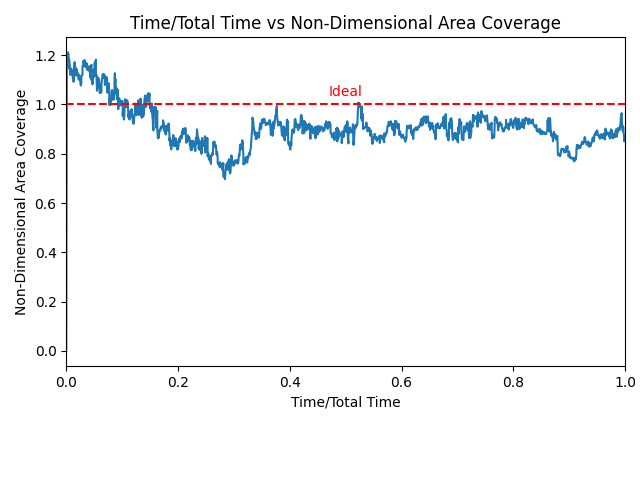 Time/Total Time vs Non-Dimensional Area Coverage
Non-Dimensional Area Coverage
1.2
1.0
0.8
0.6
0.4
0.2
0.0
Ideal
0.0 0.2 0.4 0.6 0.8 1.0
Time/Total Time